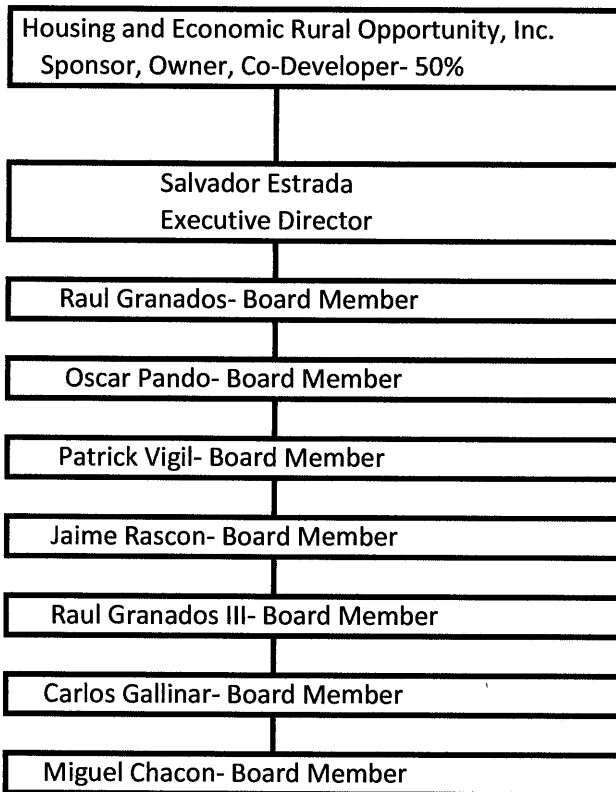 Housing and Economic Rural Opportunity, Inc.
Sponsor, Owner, Co-Developer- 50%
Salvador Estrada
Executive Director
Raul Granados- Board Member
Oscar Pando- Board Member
Patrick Vigil- Board Member
Jaime Rascon- Board Member
Raul Granados III- Board Member
Carlos Gallinar- Board Member
Miguel Chacon- Board Member